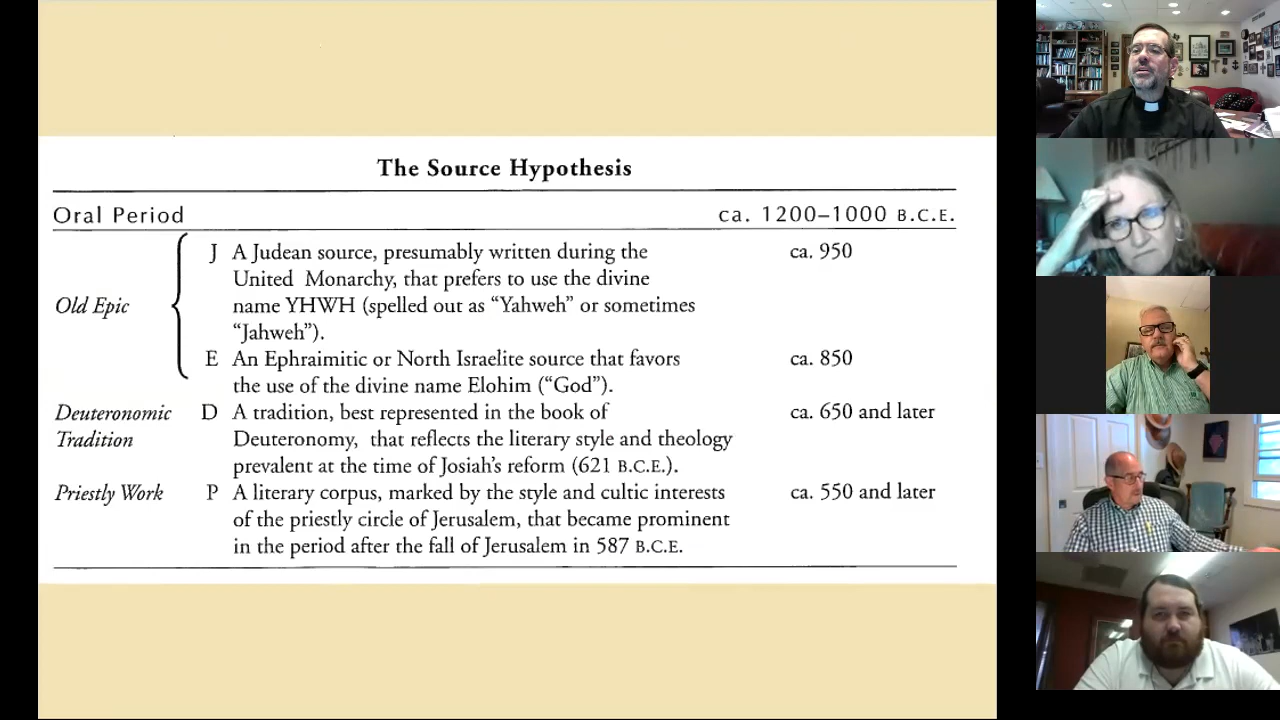 The Source Hypothesis
Oral Period ca. 1200–1000 B.C.E.
Old Epic
J A Judean source, presumably written during the ca. 950
United Monarchy, that prefers to use the divine
name YHWH (spelled out as “Yahweh” or sometimes
“Jahweh”).
E An Ephraimitic or North Israelite source that favors ca. 850
the use of the divine name Elohim (“God”).
Deuteronomic D A tradition, best represented in the book of ca. 650 and later
Tradition Deuteronomy, that reflects the literary style and theology
prevalent at the time of Josiah’s reform (621 B.C.E.).
Priestly Work P A literary corpus, marked by the style and cultic interests ca. 550 and later
of the priestly circle of Jerusalem, that became prominent
in the period after the fall of Jerusalem in 587 B.C.E.